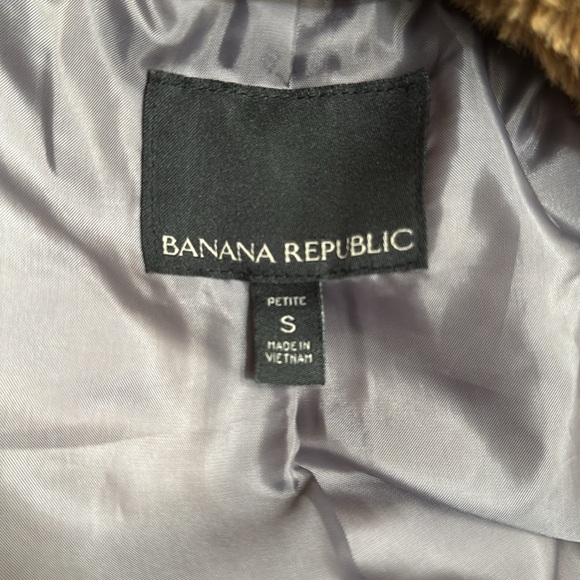 BANANA REPUBLIC
PETITE
S
MADE IN
VIETNAM